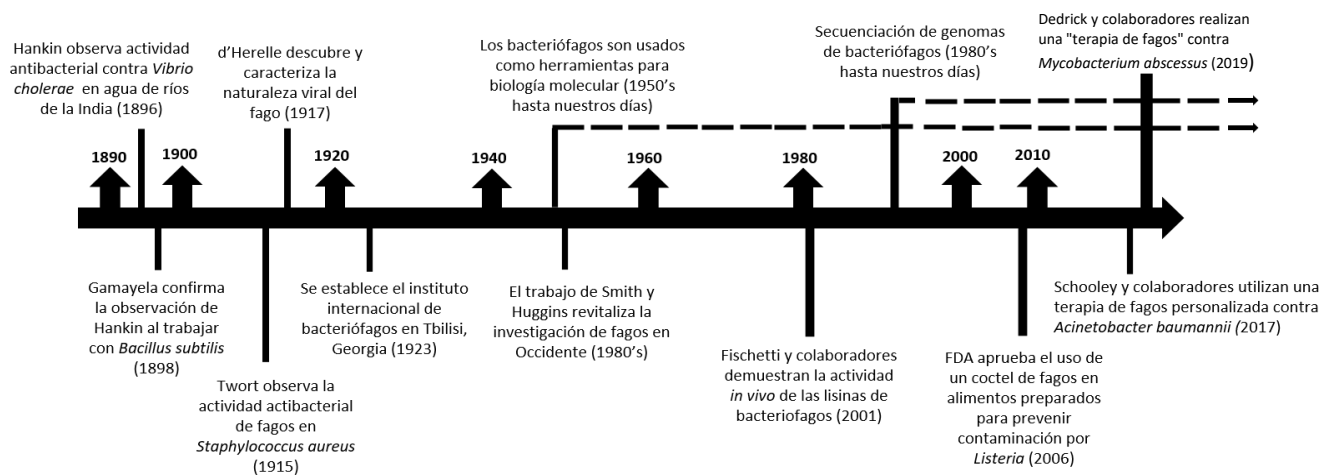 Hankin observa actividad
antibacterial contra Vibrio
cholerae en agua de ríos
de la India (1896)
d’Herelle descubre y
caracteriza la
naturaleza viral del
fago (1917)
Los bacteriófagos son usados
como herramientas para
biología molecular (1950’s
hasta nuestros días)
Secuenciación de genomas
de bacteriófagos (1980’s
hasta nuestros días)
Dedrick y colaboradores realizan
una "terapia de fagos" contra
Mycobacterium abscessus (2019)
1890
1900
1920
1940
1960
1980
2000
2010
Gamayela confirma
la observación de
Hankin al trabajar
con Bacillus subtilis
(1898)
Twort observa la
actividad actibacterial
de fagos en
Staphylococcus aureus
(1915)
Se establece el instituto
internacional de
bacteriófagos en Tbilisi,
Georgia (1923)
El trabajo de Smith y
Huggins revitaliza la
investigación de fagos en
Occidente (1980’s)
Fischetti y colaboradores
demuestran la actividad
in vivo de las lisinas de
bacteriofagos (2001)
FDA aprueba el uso de
un coctel de fagos en
alimentos preparados
para prevenir
contaminación por
Listeria (2006)
Schooley y colaboradores utilizan una
terapia de fagos personalizada contra
Acinetobacter baumannii (2017)